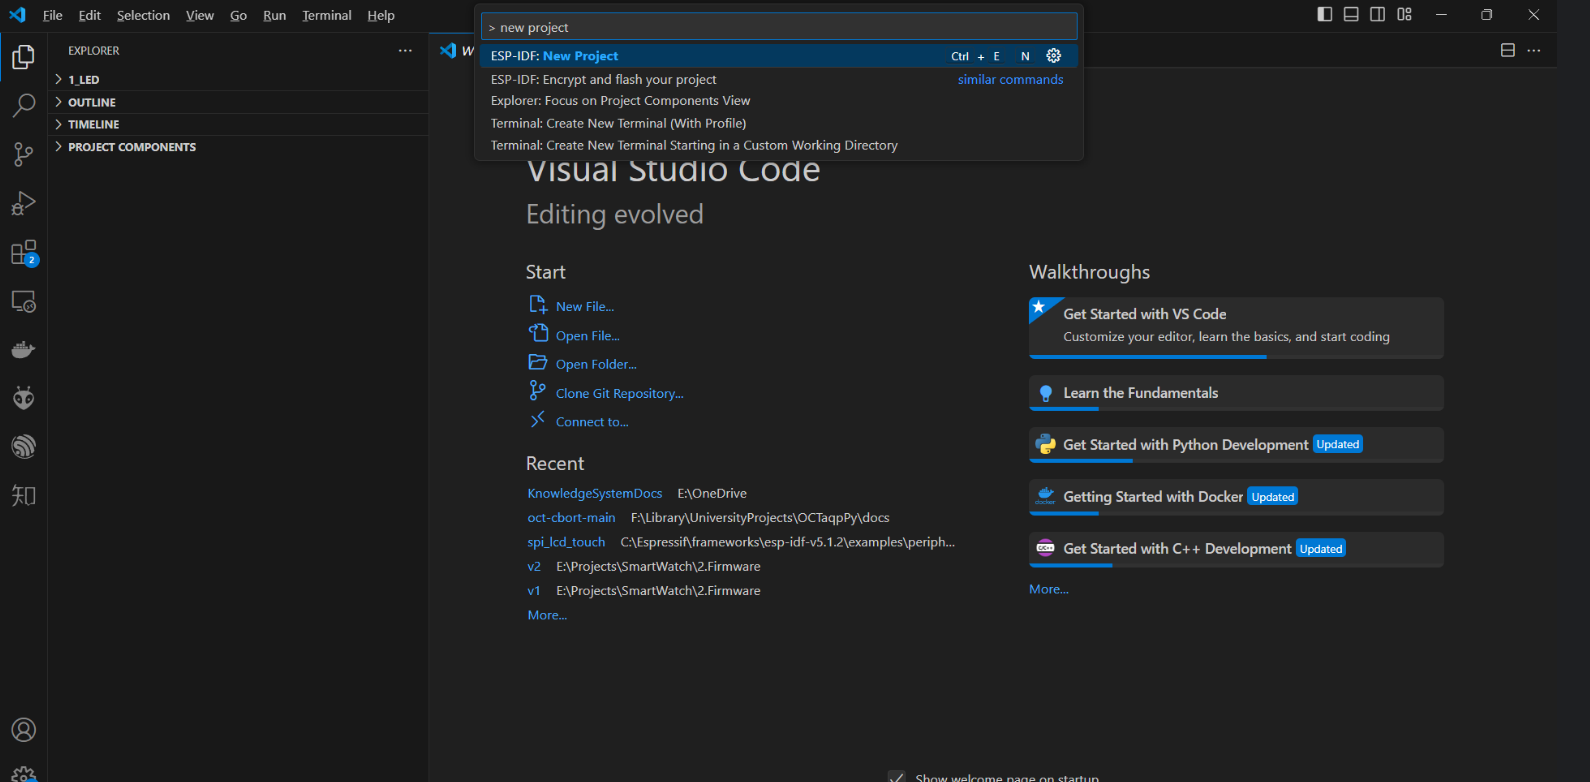 File Edit Selection View Go Run Terminal Help
> new project
ESP-IDF: New Project Ctrl + E N
ESP-IDF: Encrypt and flash your project similar commands
Explorer: Focus on Project Components View
Terminal: Create New Terminal (With Profile)
Terminal: Create New Terminal Starting in a Custom Working Directory
EXPLORER
1_LED
OUTLINE
TIMELINE
PROJECT COMPONENTS
2
知
W
Visual Studio Code
Editing evolved
Start
New File...
Open File...
Open Folder...
Clone Git Repository...
Connect to...
Recent
KnowledgeSystemDocs E:\OneDrive
oct-cbort-main F:\Library\UniversityProjects\OCTaqpPy\docs
spi_lcd_touch C:\Espressif\frameworks\esp-idf-v5.1.2\examples\periph...
v2 E:\Projects\SmartWatch\2.Firmware
v1 E:\Projects\SmartWatch\2.Firmware
More...
Walkthroughs
Get Started with VS Code
Customize your editor, learn the basics, and start coding
Learn the Fundamentals
Get Started with Python Development Updated
docker Getting Started with Docker Updated
C/C++ Get Started with C++ Development Updated
More...
Show welcome page on startup